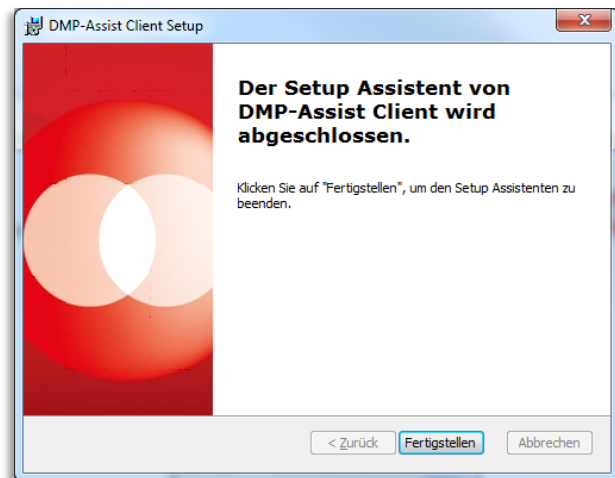 DMP-Assist Client Setup
Der Setup Assistent von
DMP-Assist Client wird
abgeschlossen.
Klicken Sie auf "Fertigstellen", um den Setup Assistenten zu
beenden.
< Zurück Fertigstellen Abbrechen